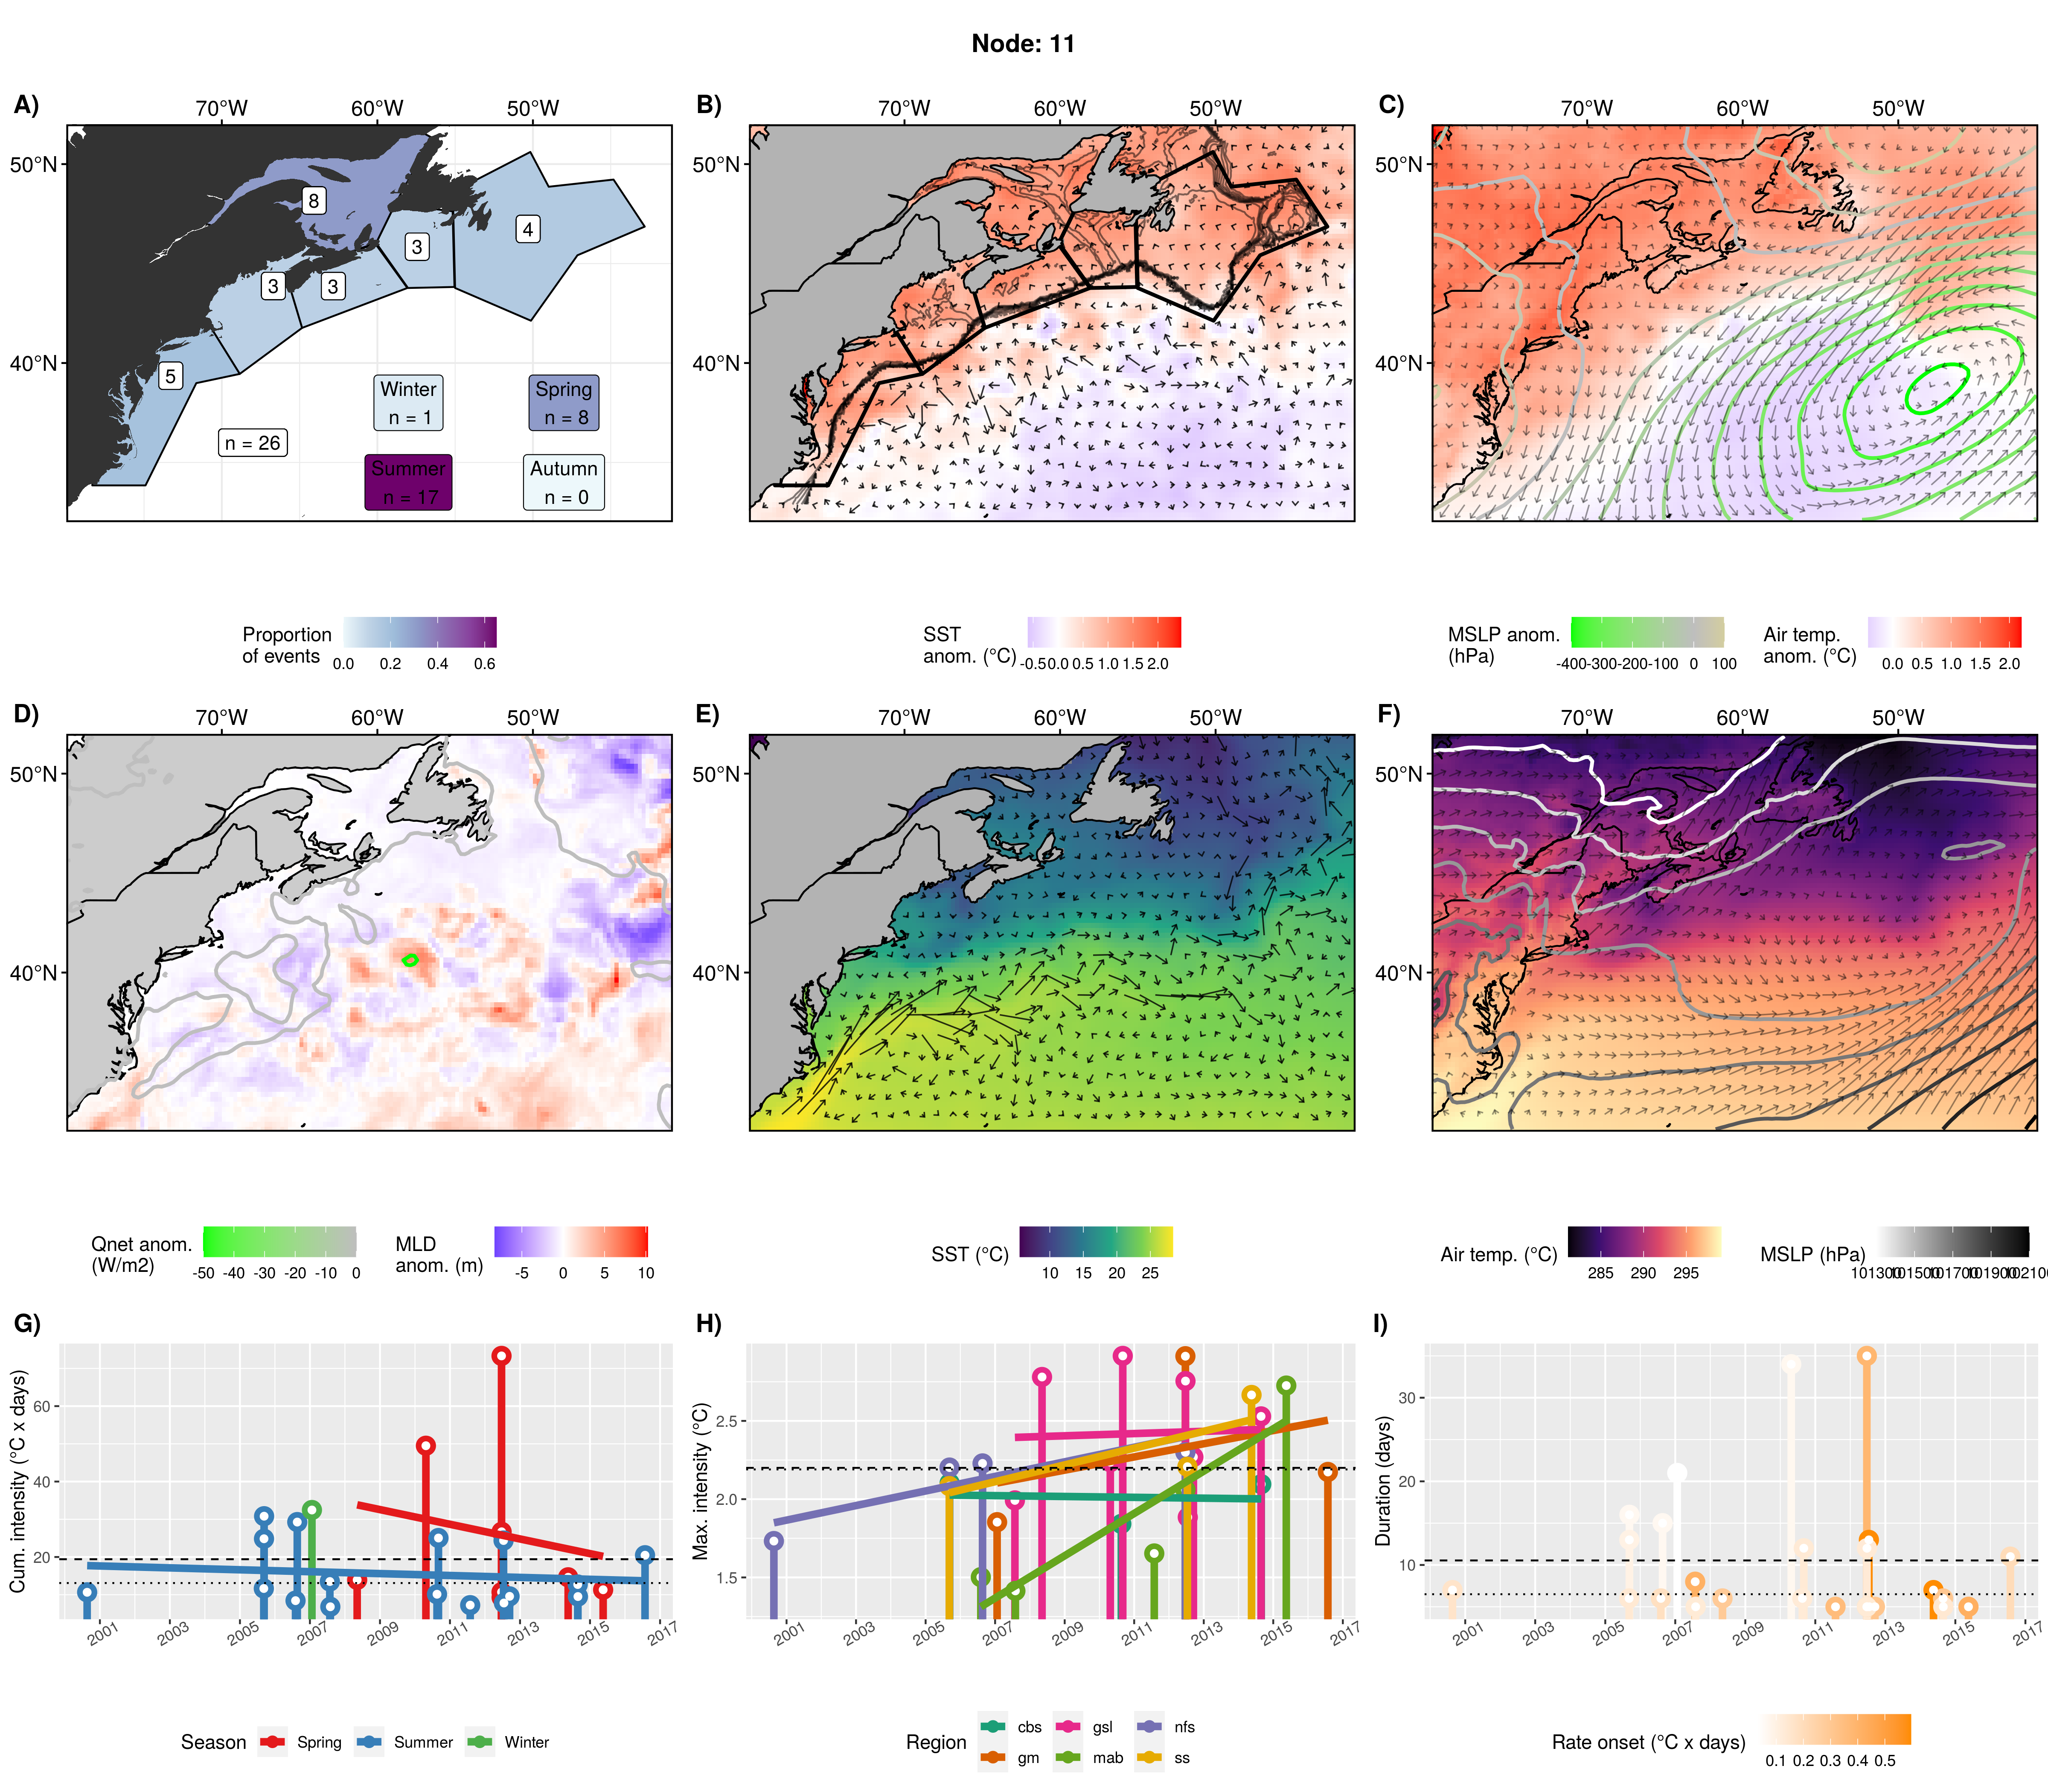 Node: 11
A)
70°W 60°W 50°W
50°N
40°N
8
3
4
3
3
5
n = 26
Winter
n = 1
Spring
n = 8
Summer
n = 17
Autumn
n = 0
Proportion
of events
0.0 0.2 0.4 0.6
B)
70°W 60°W 50°W
50°N
40°N
SST
anom. (°C)
-0.5 0.0 0.5 1.0 1.5 2.0
C)
70°W 60°W 50°W
50°N
40°N
MSLP anom.
(hPa)
-400 -300 -200 -100 0 100
Air temp.
anom. (°C)
0.0 0.5 1.0 1.5 2.0
D)
70°W 60°W 50°W
50°N
40°N
Qnet anom.
(W/m2)
-50 -40 -30 -20 -10 0
MLD
anom. (m)
-5 0 5 10
E)
70°W 60°W 50°W
50°N
40°N
SST (°C)
10 15 20 25
F)
70°W 60°W 50°W
50°N
40°N
Air temp. (°C)
285 290 295
MSLP (hPa)
101300 101500 101700 101900 10210
G)
Cum. intensity (°C x days)
60
40
20
2001 2003 2005 2007 2009 2011 2013 2015 2017
Season
Spring Summer Winter
H)
Max. intensity (°C)
2.5
2.0
1.5
2001 2003 2005 2007 2009 2011 2013 2015 2017
Region
cbs gsl nfs
gm mab ss
I)
Duration (days)
30
20
10
2001 2003 2005 2007 2009 2011 2013 2015 2017
Rate onset (°C x days)
0.1 0.2 0.3 0.4 0.5